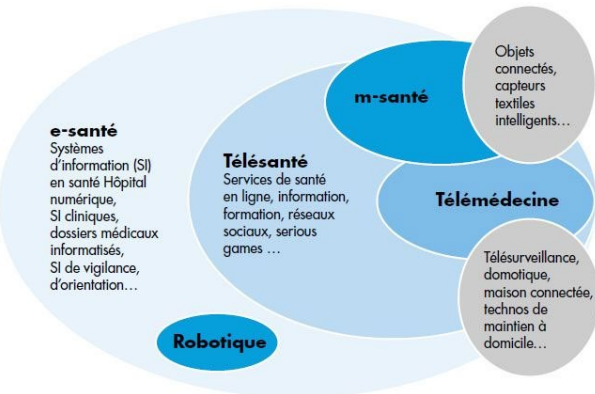 e-santé
Systèmes
d'information (SI)
en santé Hôpital
numérique,
SI cliniques,
dossiers médicaux
informatisés,
SI de vigilance,
d'orientation…
Télésanté
Services de santé
en ligne, information,
formation, réseaux
sociaux, serious
games …
m-santé
Objets
connectés,
capteurs
textiles
intelligents…
Télémédecine
Télésurveillance,
domotique,
maison connectée,
technos de
maintien à
domicile…
Robotique